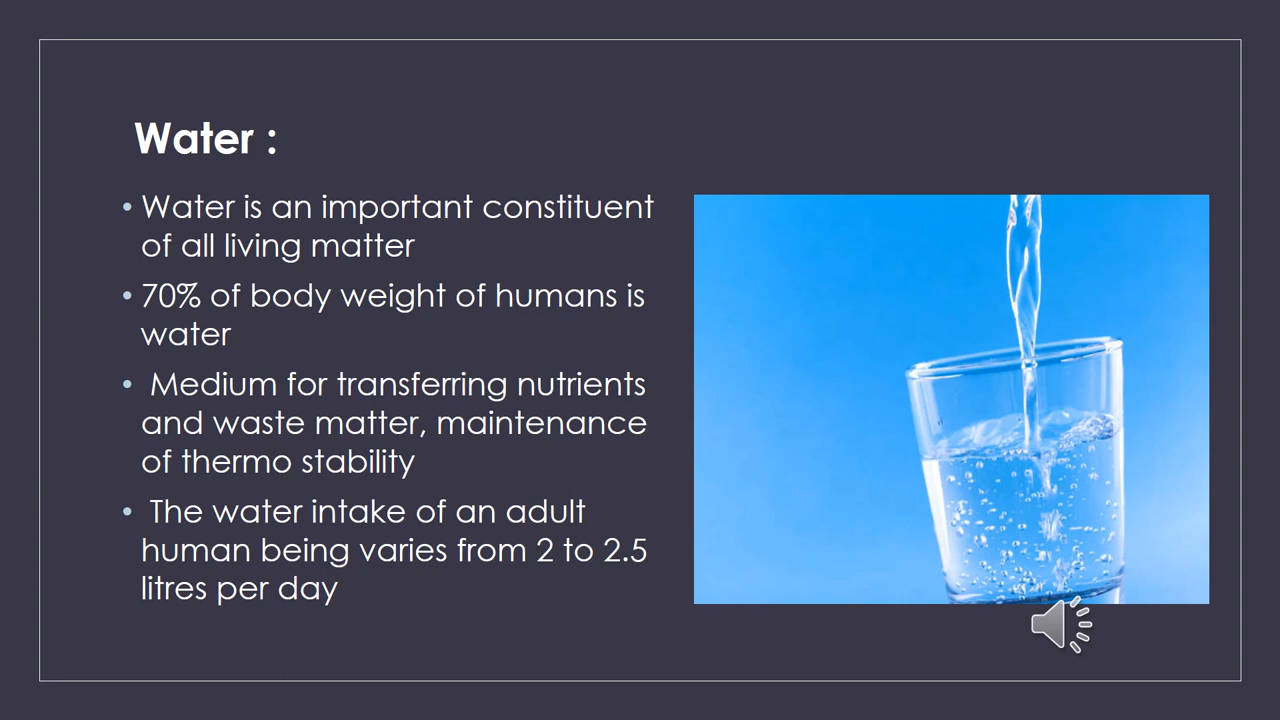 Water :
• Water is an important constituent
of all living matter
• 70% of body weight of humans is
water
• Medium for transferring nutrients
and waste matter, maintenance
of thermo stability
• The water intake of an adult
human being varies from 2 to 2.5
litres per day